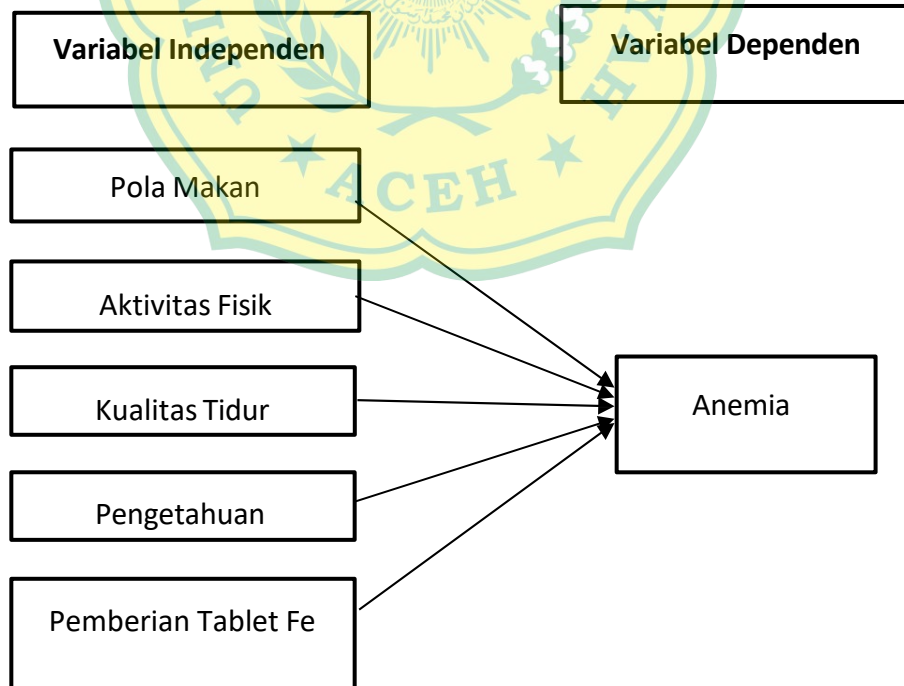 Variabel Independen
Variabel Dependen
Pola Makan
Aktivitas Fisik
Kualitas Tidur
Anemia
Pengetahuan
Pemberian Tablet Fe
ACEH